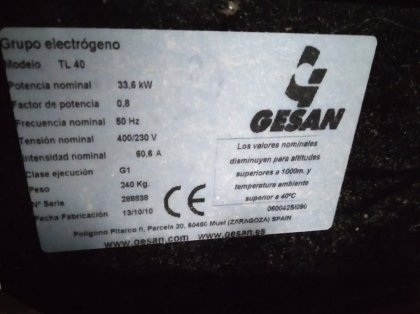 Grupo electrógeno
Modelo TL 40
Potencia nominal 33,6 kW
Factor de potencia 0,8
Frecuencia nominal 50 Hz
Tensión nominal 400/230 V
Intensidad nominal 60,6 A
Clase ejecución G1
Peso 240 Kg.
Nº Serie 288838
Fecha Fabricación 13/10/10
CE
GESAN
Los valores nominales
disminuyen para altitudes
superiores a 1000m. y
temperatura ambiente
superior a 40ºC
Polígono Pitarco II, Parcela 20, 50450 Muel (ZARAGOZA) SPAIN
www.gesan.com www.gesan.es